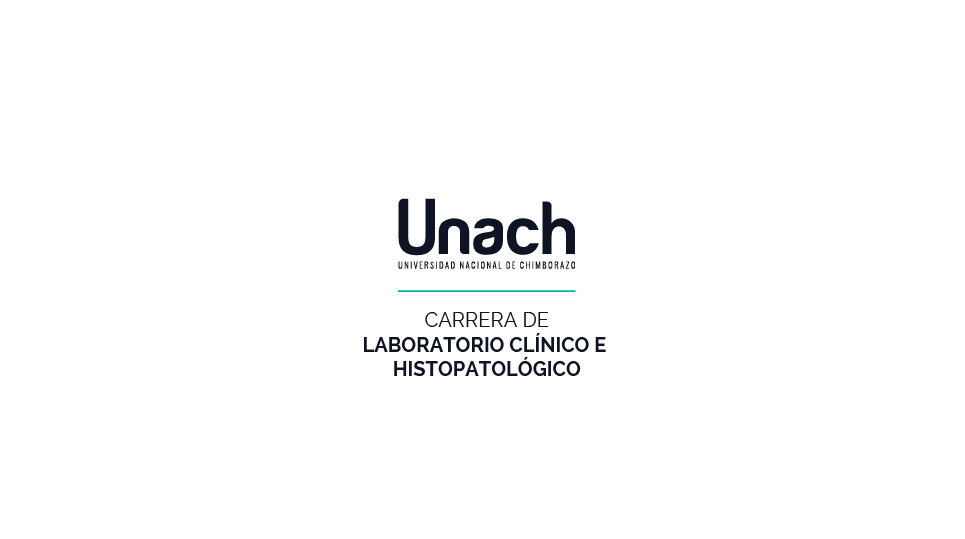 Unach
UNIVERSIDAD NACIONAL DE CHIMBORAZO
CARRERA DE
LABORATORIO CLÍNICO E
HISTOPATOLÓGICO